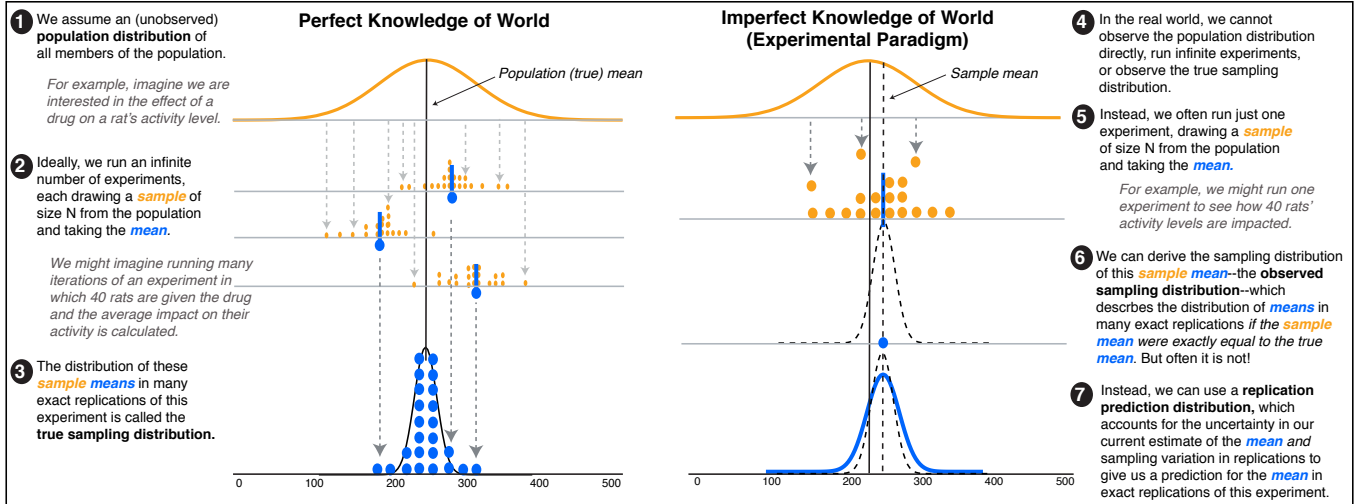 1
We assume an (unobserved)
population distribution of
all members of the population.
For example, imagine we are
interested in the effect of a
drug on a rat's activity level.
2
Ideally, we run an infinite
number of experiments,
each drawing a sample of
size N from the population
and taking the mean.
We might imagine running many
iterations of an experiment in
which 40 rats are given the drug
and the average impact on their
activity is calculated.
3
The distribution of these
sample means in many
exact replications of this
experiment is called the
true sampling distribution.
Perfect Knowledge of World
Population (true) mean
0 100 200 300 400 500
Imperfect Knowledge of World
(Experimental Paradigm)
Sample mean
0 100 200 300 400 500
4
In the real world, we cannot
observe the population distribution
directly, run infinite experiments,
or observe the true sampling
distribution.
5
Instead, we often run just one
experiment, drawing a sample
of size N from the population
and taking the mean.
For example, we might run one
experiment to see how 40 rats'
activity levels are impacted.
6
We can derive the sampling distribution
of this sample mean--the observed
sampling distribution--which
descrbes the distribution of means in
many exact replications if the sample
mean were exactly equal to the true
mean. But often it is not!
7
Instead, we can use a replication
prediction distribution, which
accounts for the uncertainty in our
current estimate of the mean and
sampling variation in replications to
give us a prediction for the mean in
exact replications of this experiment.